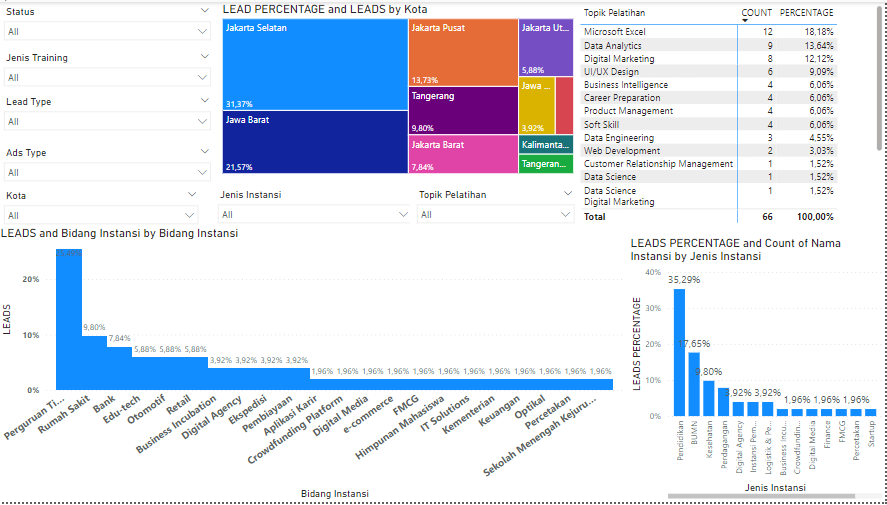 Status
All
Jenis Training
All
Lead Type
All
Ads Type
All
Kota
All
LEAD PERCENTAGE and LEADS by Kota
Jakarta Selatan
31,37%
Jawa Barat
21,57%
Jakarta Pusat
13,73%
Tangerang
9,80%
Jakarta Barat
7,84%
Jakarta Ut...
5,88%
Jawa ...
3,92%
Kalimanta...
Tangeran...
Jenis Instansi
All
Topik Pelatihan
All
Topik Pelatihan COUNT PERCENTAGE
Microsoft Excel 12 18,18%
Data Analytics 9 13,64%
Digital Marketing 8 12,12%
UI/UX Design 6 9,09%
Business Intelligence 4 6,06%
Career Preparation 4 6,06%
Product Management 4 6,06%
Soft Skill 4 6,06%
Data Engineering 3 4,55%
Web Development 2 3,03%
Customer Relationship Management 1 1,52%
Data Science 1 1,52%
Data Science 1 1,52%
Digital Marketing
Total 66 100,00%
LEADS and Bidang Instansi by Bidang Instansi
LEADS
20%
10%
0%
9,80%
7,84%
5,88% 5,88% 5,88%
3,92% 3,92% 3,92% 3,92%
1,96% 1,96% 1,96% 1,96% 1,96% 1,96% 1,96% 1,96% 1,96% 1,96% 1,96% 1,96%
Perguruan Ti...
Rumah Sakit
Bank
Edu-tech
Otomotif
Retail
Business Incubation
Digital Agency
Ekspedisi
Pembiayaan
Aplikasi Karir
Crowdfunding Platform
Digital Media
e-commerce
FMCG
Himpunan Mahasiswa
IT Solutions
Kementerian
Keuangan
Optikal
Percetakan
Sekolah Menengah Kejuru...
Bidang Instansi
LEADS PERCENTAGE and Count of Nama
Instansi by Jenis Instansi
LEADS PERCENTAGE
40%
30%
20%
10%
0%
35,29%
17,65%
9,80%
3,92% 3,92%
1,96% 1,96% 1,96%
Pendidikan
BUMN
Kesehatan
Perdagangan
Digital Agency
Instansi Pem...
Logistik & Pe...
Business Incu...
Crowdfundin...
Digital Media
Finance
FMCG
Percetakan
Startup
Jenis Instansi